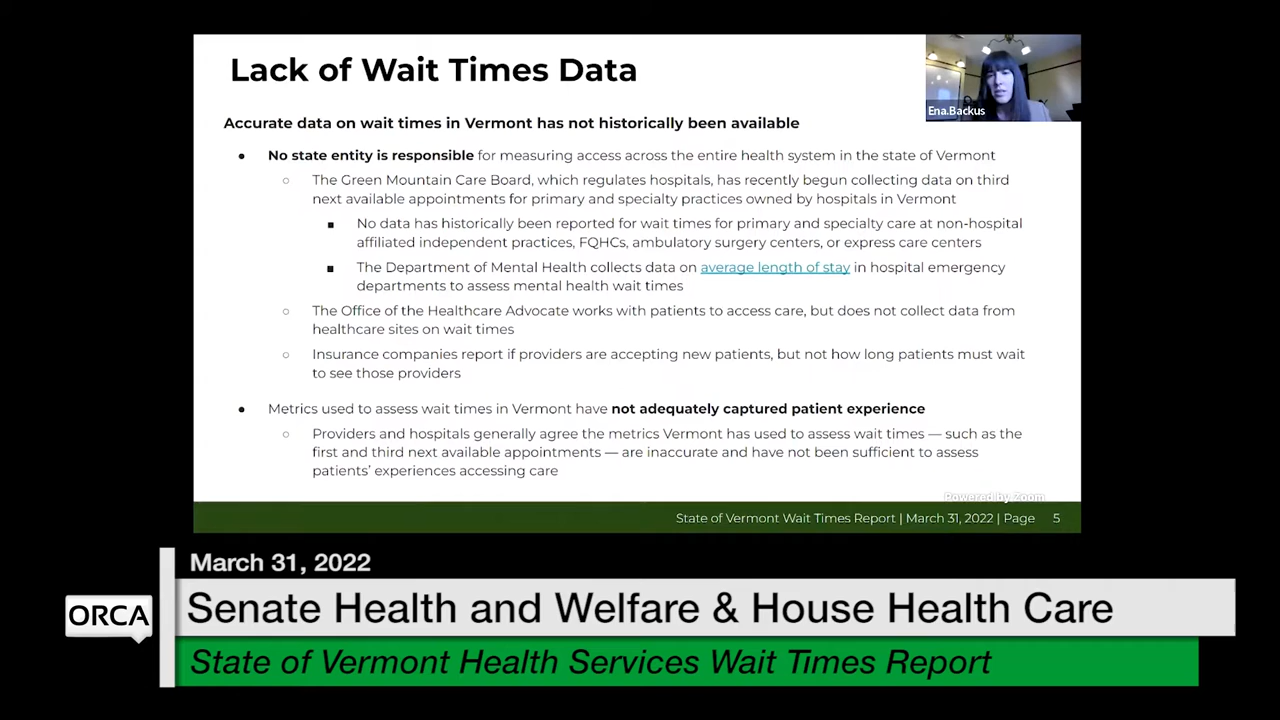 Lack of Wait Times Data
Ena.Backus
Accurate data on wait times in Vermont has not historically been available
● No state entity is responsible for measuring access across the entire health system in the state of Vermont
○ The Green Mountain Care Board, which regulates hospitals, has recently begun collecting data on third
next available appointments for primary and specialty practices owned by hospitals in Vermont
■ No data has historically been reported for wait times for primary and specialty care at non-hospital
affiliated independent practices, FQHCs, ambulatory surgery centers, or express care centers
■ The Department of Mental Health collects data on average length of stay in hospital emergency
departments to assess mental health wait times
○ The Office of the Healthcare Advocate works with patients to access care, but does not collect data from
healthcare sites on wait times
○ Insurance companies report if providers are accepting new patients, but not how long patients must wait
to see those providers
● Metrics used to assess wait times in Vermont have not adequately captured patient experience
○ Providers and hospitals generally agree the metrics Vermont has used to assess wait times — such as the
first and third next available appointments — are inaccurate and have not been sufficient to assess
patients’ experiences accessing care
Powered by Zoom
State of Vermont Wait Times Report | March 31, 2022 | Page 5
March 31, 2022
ORCA
Senate Health and Welfare & House Health Care
State of Vermont Health Services Wait Times Report